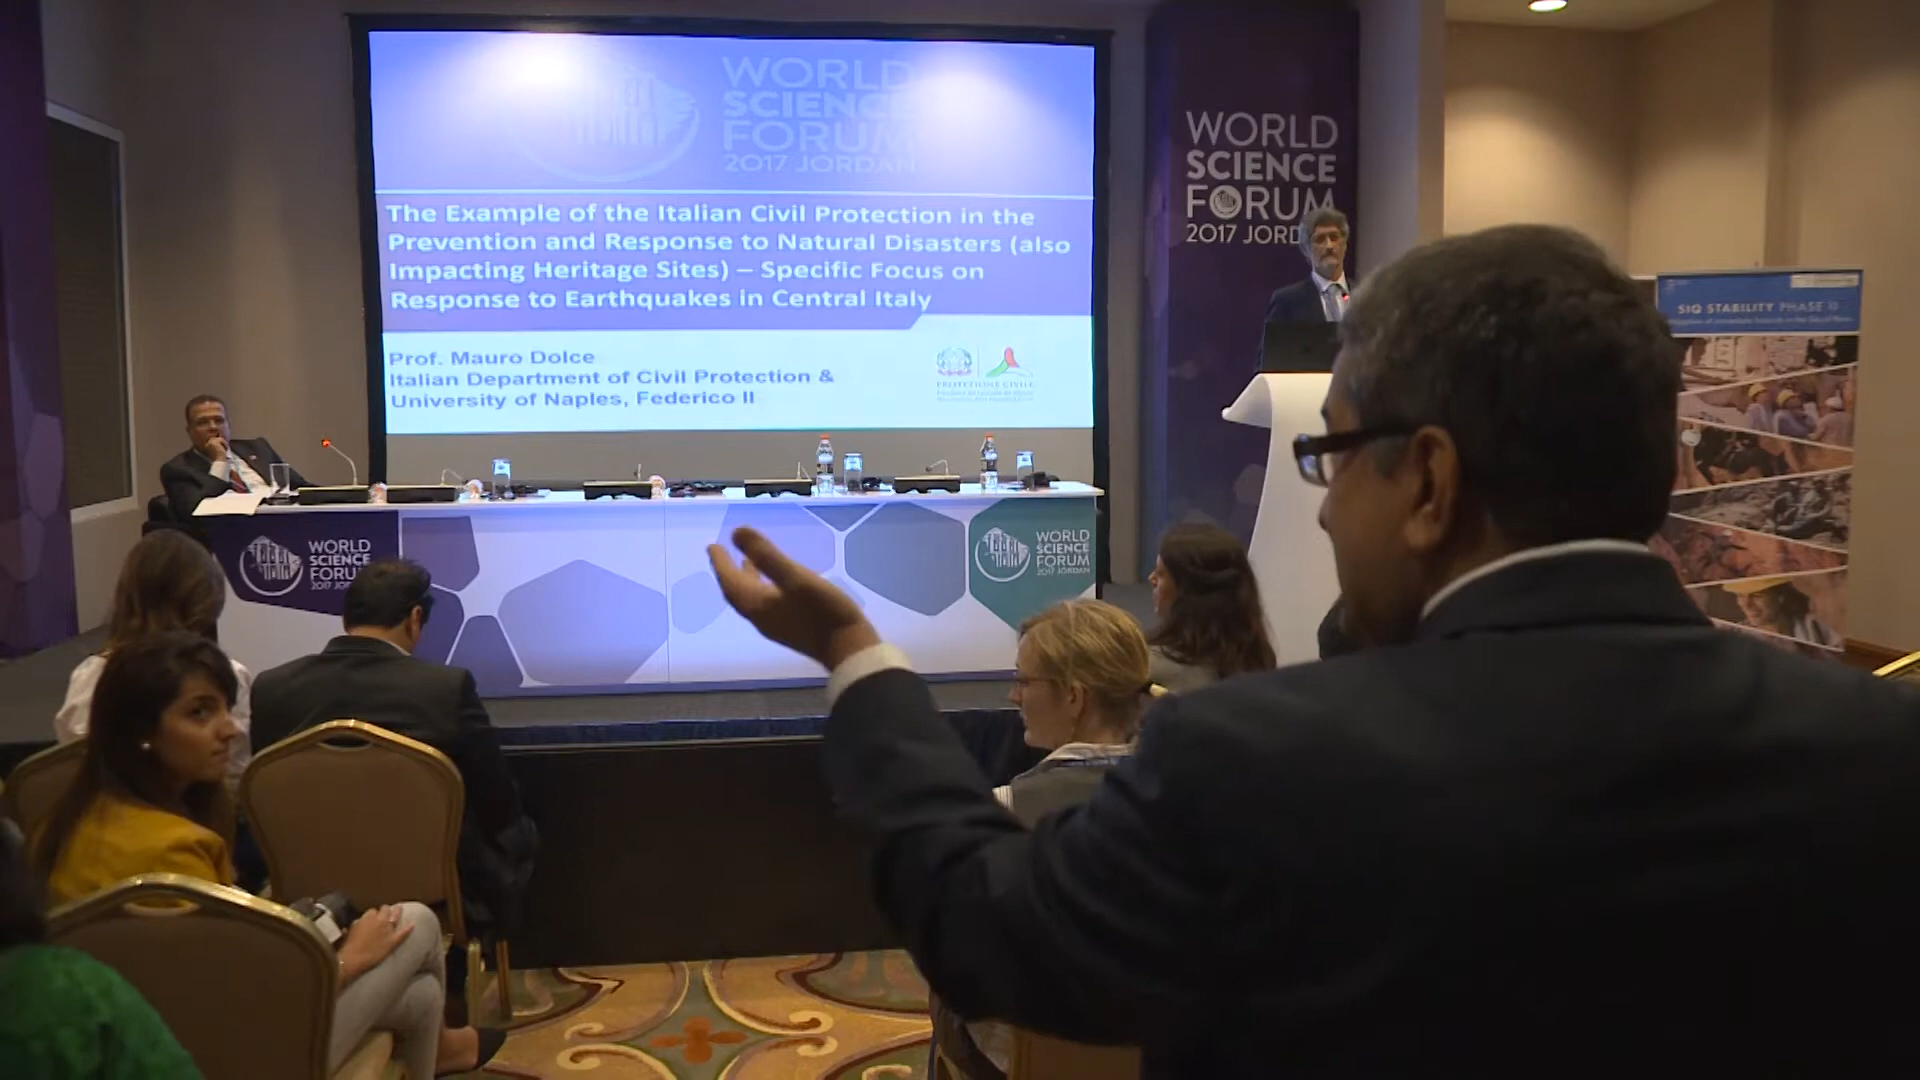 WORLD
SCIENCE
FORUM
2017 JORDAN
The Example of the Italian Civil Protection in the
Prevention and Response to Natural Disasters (also
Impacting Heritage Sites) – Specific Focus on
Response to Earthquakes in Central Italy
Prof. Mauro Dolce
Italian Department of Civil Protection &
University of Naples, Federico II
PROTEZIONE CIVILE
WORLD
SCIENCE
FORUM
2017 JORD
SIQ STABILITY PHASE II
WORLD
SCIENCE
FORU
2017 JOR
WORLD
SCIENCE
FORUM
2017 JORDAN